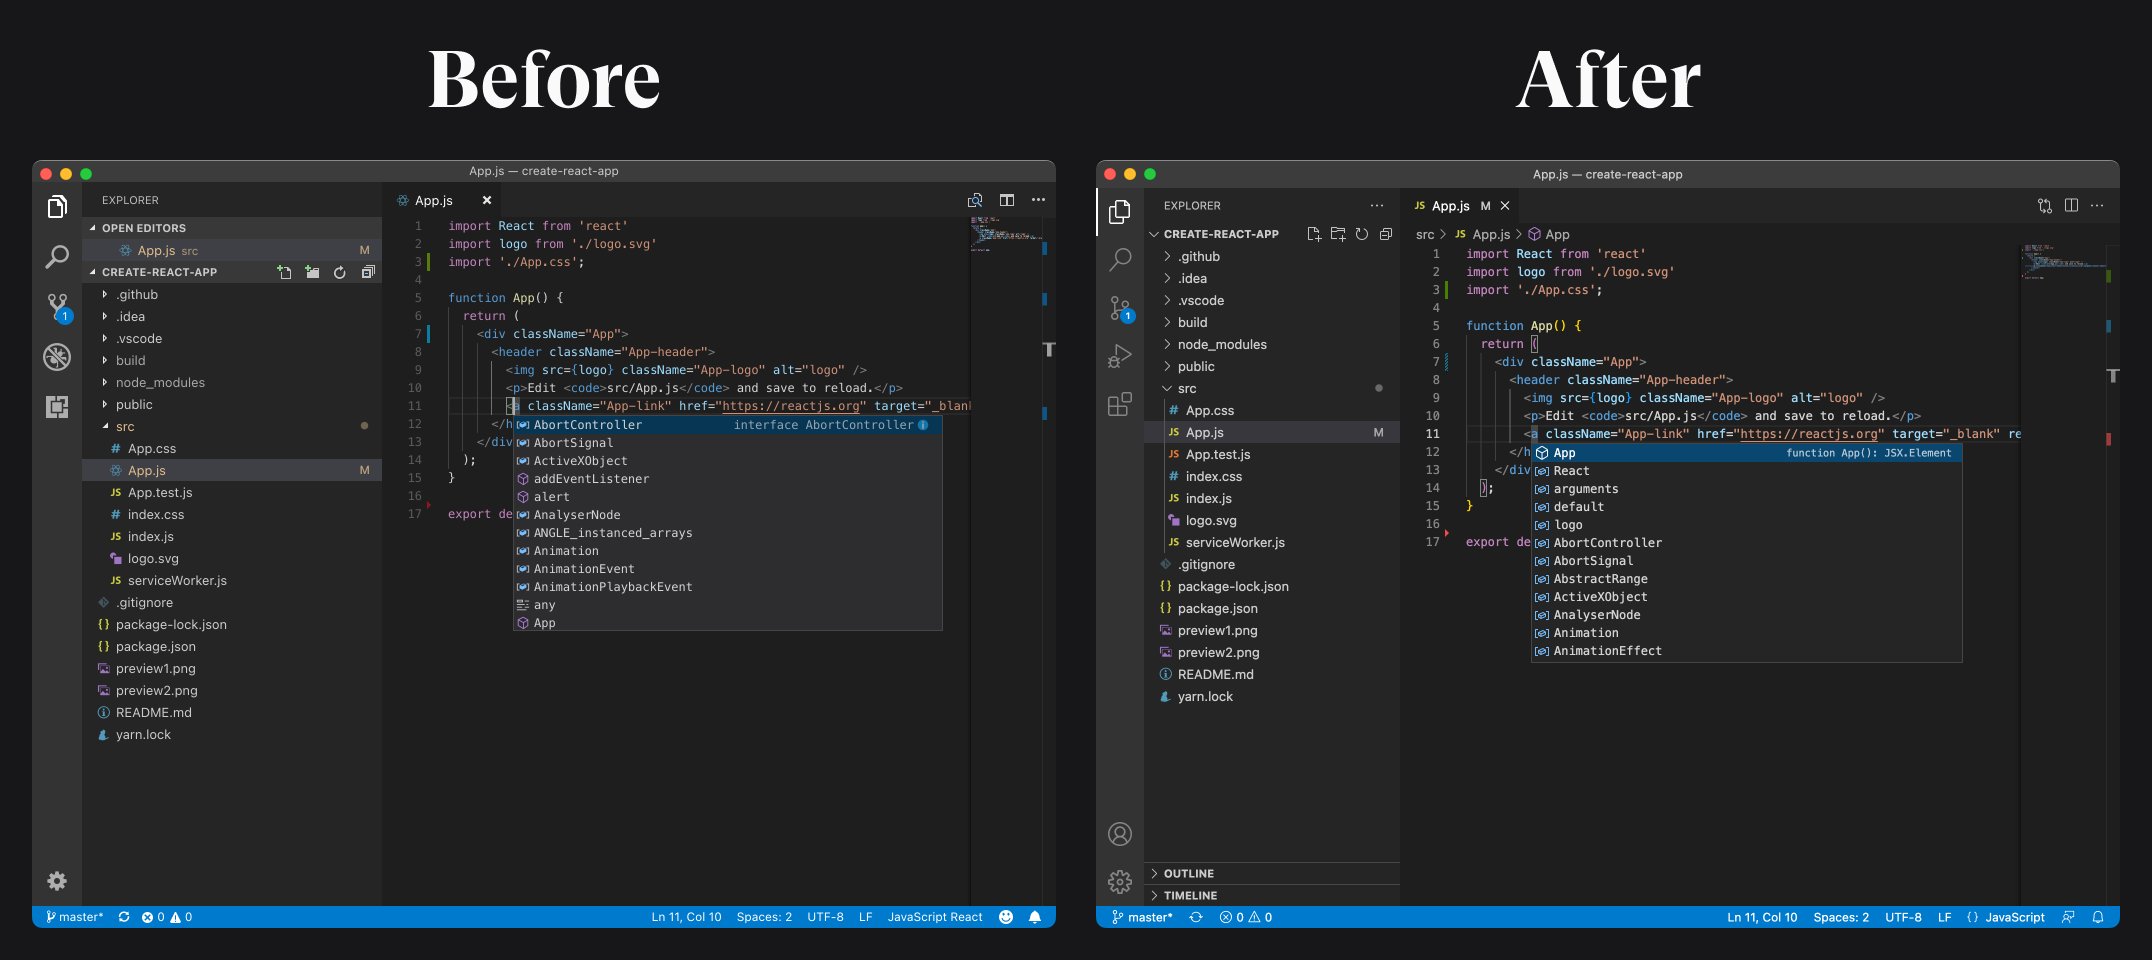 Before
After
App.js — create-react-app
EXPLORER
OPEN EDITORS
App.js src M
CREATE-REACT-APP
.github
.idea
.vscode
build
node_modules
public
src
App.css
App.js M
App.test.js
index.css
index.js
logo.svg
serviceWorker.js
.gitignore
package-lock.json
package.json
preview1.png
preview2.png
README.md
yarn.lock
1
App.js
1 import React from 'react'
2 import logo from './logo.svg'
3 import './App.css';
4
5 function App() {
6 return (
7 <div className="App">
8 <header className="App-header">
9 <img src={logo} className="App-logo" alt="logo" />
10 <p>Edit <code>src/App.js</code> and save to reload.</p>
11 <a className="App-link" href="https://reactjs.org" target="_blan
12 </h
13 </div
14 );
15 }
16
17 export de
AbortController interface AbortController
AbortSignal
ActiveXObject
addEventListener
alert
AnalyserNode
ANGLE_instanced_arrays
Animation
AnimationEvent
AnimationPlaybackEvent
any
App
master* 0 0 Ln 11, Col 10 Spaces: 2 UTF-8 LF JavaScript React
App.js — create-react-app
EXPLORER
CREATE-REACT-APP
.github
.idea
.vscode
build
node_modules
public
src
# App.css
JS App.js M
JS App.test.js
# index.css
JS index.js
logo.svg
JS serviceWorker.js
.gitignore
{} package-lock.json
{} package.json
preview1.png
preview2.png
README.md
yarn.lock
OUTLINE
TIMELINE
1
JS App.js M
src > JS App.js > App
1 import React from 'react'
2 import logo from './logo.svg'
3 import './App.css';
4
5 function App() {
6 return (
7 <div className="App">
8 <header className="App-header">
9 <img src={logo} className="App-logo" alt="logo" />
10 <p>Edit <code>src/App.js</code> and save to reload.</p>
11 <a className="App-link" href="https://reactjs.org" target="_blank" re
12 </h
13 </div
14 );
15 }
16
17 export de
App function App(): JSX.Element
React
arguments
default
logo
AbortController
AbortSignal
AbstractRange
ActiveXObject
AnalyserNode
Animation
AnimationEffect
master* 0 0 Ln 11, Col 10 Spaces: 2 UTF-8 LF {} JavaScript